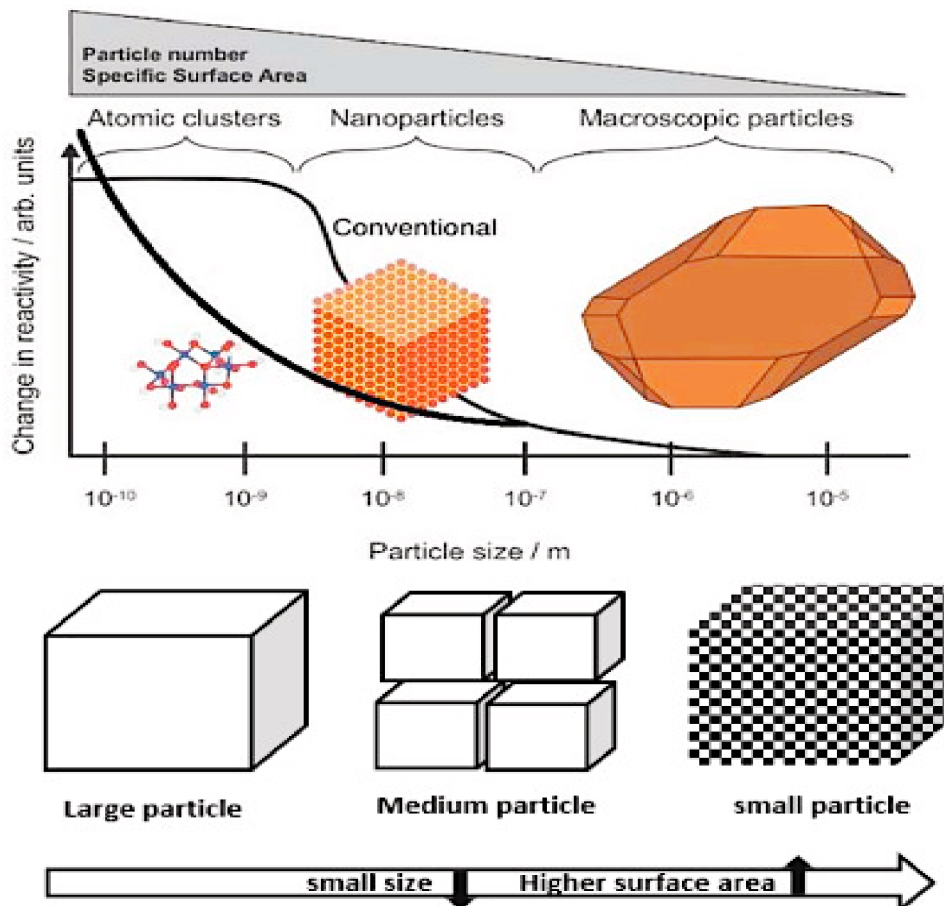 Particle number
Specific Surface Area
Atomic clusters Nanoparticles Macroscopic particles
Change in reactivity / arb. units
Conventional
10⁻¹⁰ 10⁻⁹ 10⁻⁸ 10⁻⁷ 10⁻⁶ 10⁻⁵
Particle size / m
Large particle Medium particle small particle
small size Higher surface area